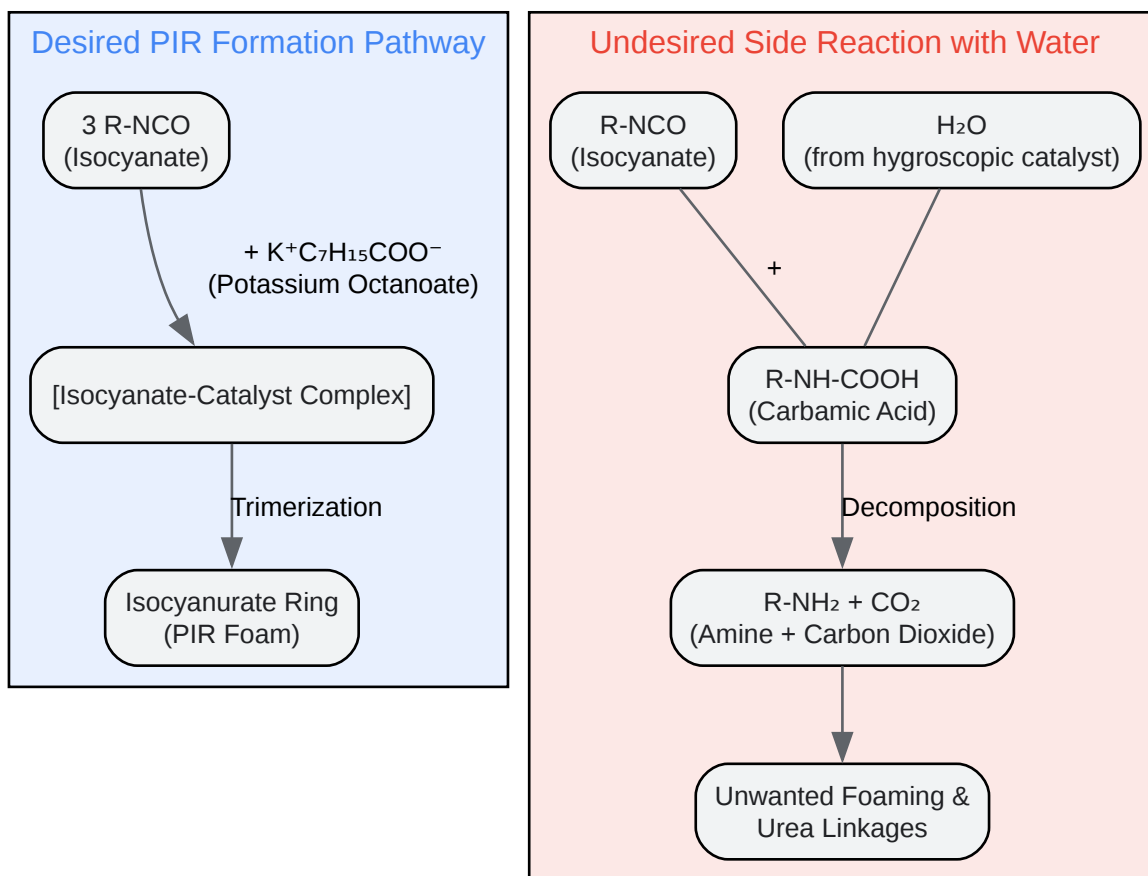 Desired PIR Formation Pathway
3 R-NCO
(Isocyanate)
+ K⁺C₇H₁₅COO⁻
(Potassium Octanoate)
[Isocyanate-Catalyst Complex]
Trimerization
Isocyanurate Ring
(PIR Foam)
Undesired Side Reaction with Water
R-NCO
(Isocyanate)
H₂O
(from hygroscopic catalyst)
+
R-NH-COOH
(Carbamic Acid)
Decomposition
R-NH₂ + CO₂
(Amine + Carbon Dioxide)
Unwanted Foaming &
Urea Linkages